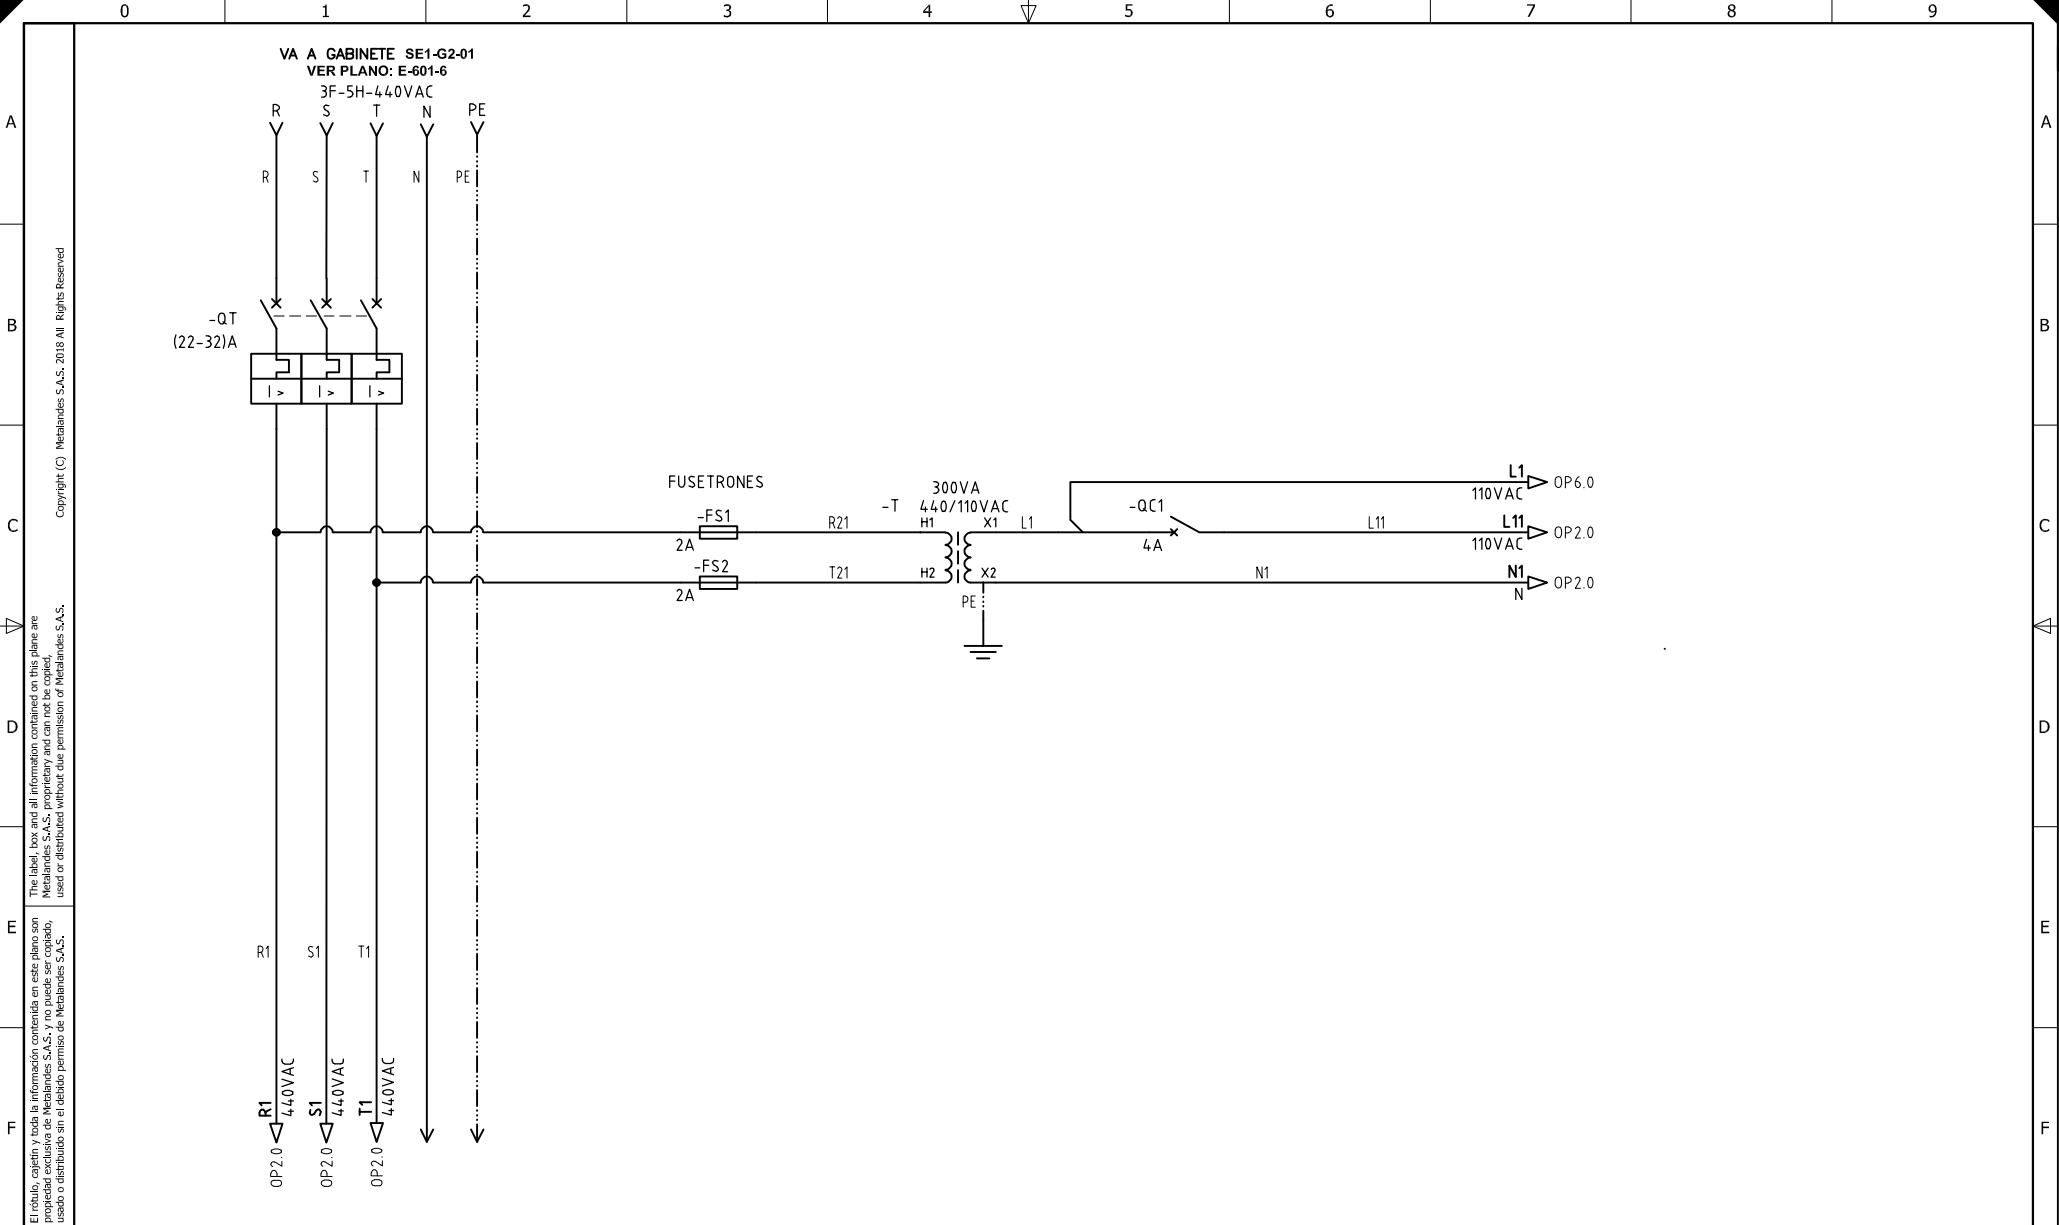 0 1 2 3 4 5 6 7 8 9
VA A GABINETE SE1-G2-01
VER PLANO: E-601-6
3F-5H-440VAC
R S T N PE
A A
R S T N PE
B B
-QT
(22-32)A
I > I > I >
FUSETRONES
L1
110VAC
OP6.0
300VA
-T 440/110VAC
-FS1
2A
R21
H1 X1
L1
-QC1
4A
L11
L11
110VAC
OP2.0
C C
-FS2
2A
T21
H2 X2
N1
N1
N
OP2.0
PE
D D
E E
R1 S1 T1
R1
440VAC
S1
440VAC
T1
440VAC
F F
OP2.0 OP2.0 OP2.0
Copyright (C) Metalandes S.A.S. 2018 All Rights Reserved
The label, box and all information contained on this plane are
Metalandes S.A.S. proprietary and can not be copied,
used or distributed without due permission of Metalandes S.A.S.
El rótulo, cajetín y toda la información contenida en este plano son
propiedad exclusiva de Metalandes S.A.S. y no puede ser copiado,
usado o distribuido sin el debido permiso de Metalandes S.A.S.